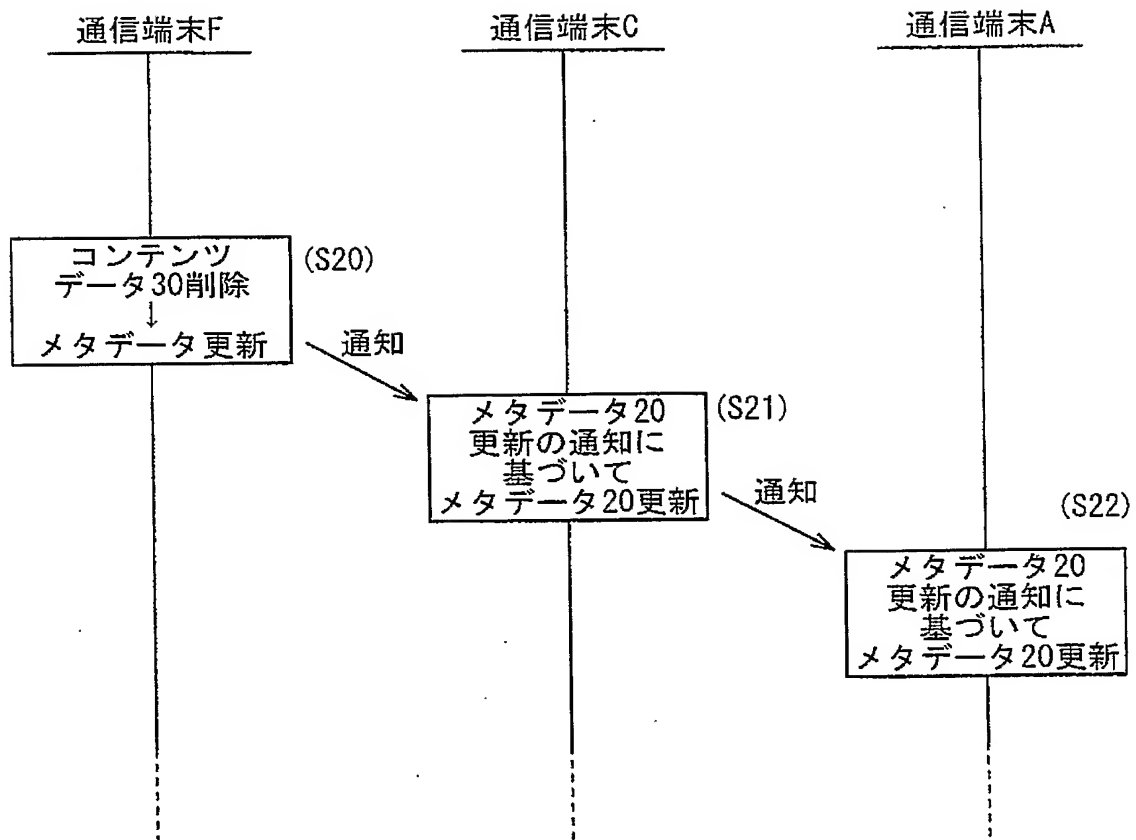 通信端末F
通信端末C
通信端末A
コンテンツ
データ30削除
↓
メタデータ更新
(S20)
通知
メタデータ20
更新の通知に
基づいて
メタデータ20更新
(S21)
通知
(S22)
メタデータ20
更新の通知に
基づいて
メタデータ20更新